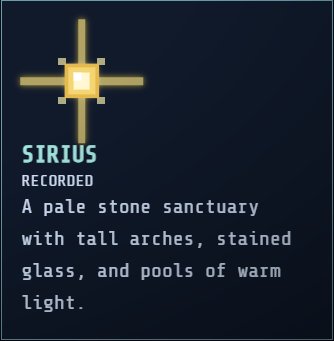 SIRIUS
RECORDED
A pale stone sanctuary
with tall arches, stained
glass, and pools of warm
light.